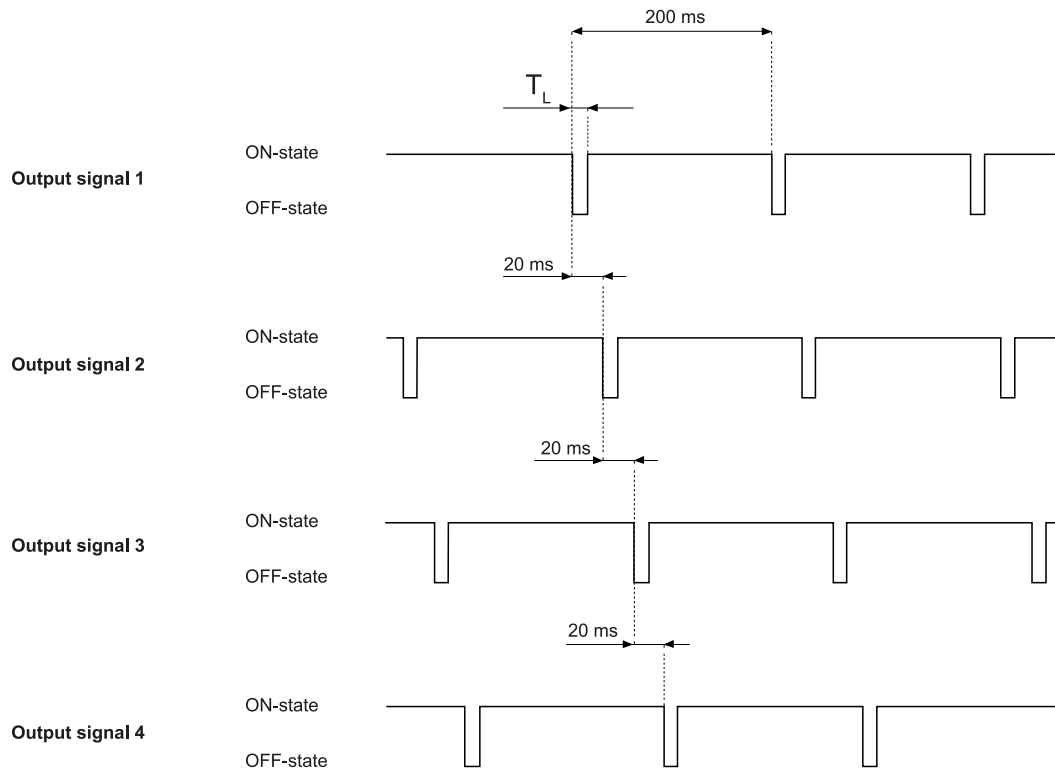 200 ms
T_L
ON-state
Output signal 1
OFF-state
20 ms
ON-state
Output signal 2
OFF-state
20 ms
ON-state
Output signal 3
OFF-state
20 ms
ON-state
Output signal 4
OFF-state